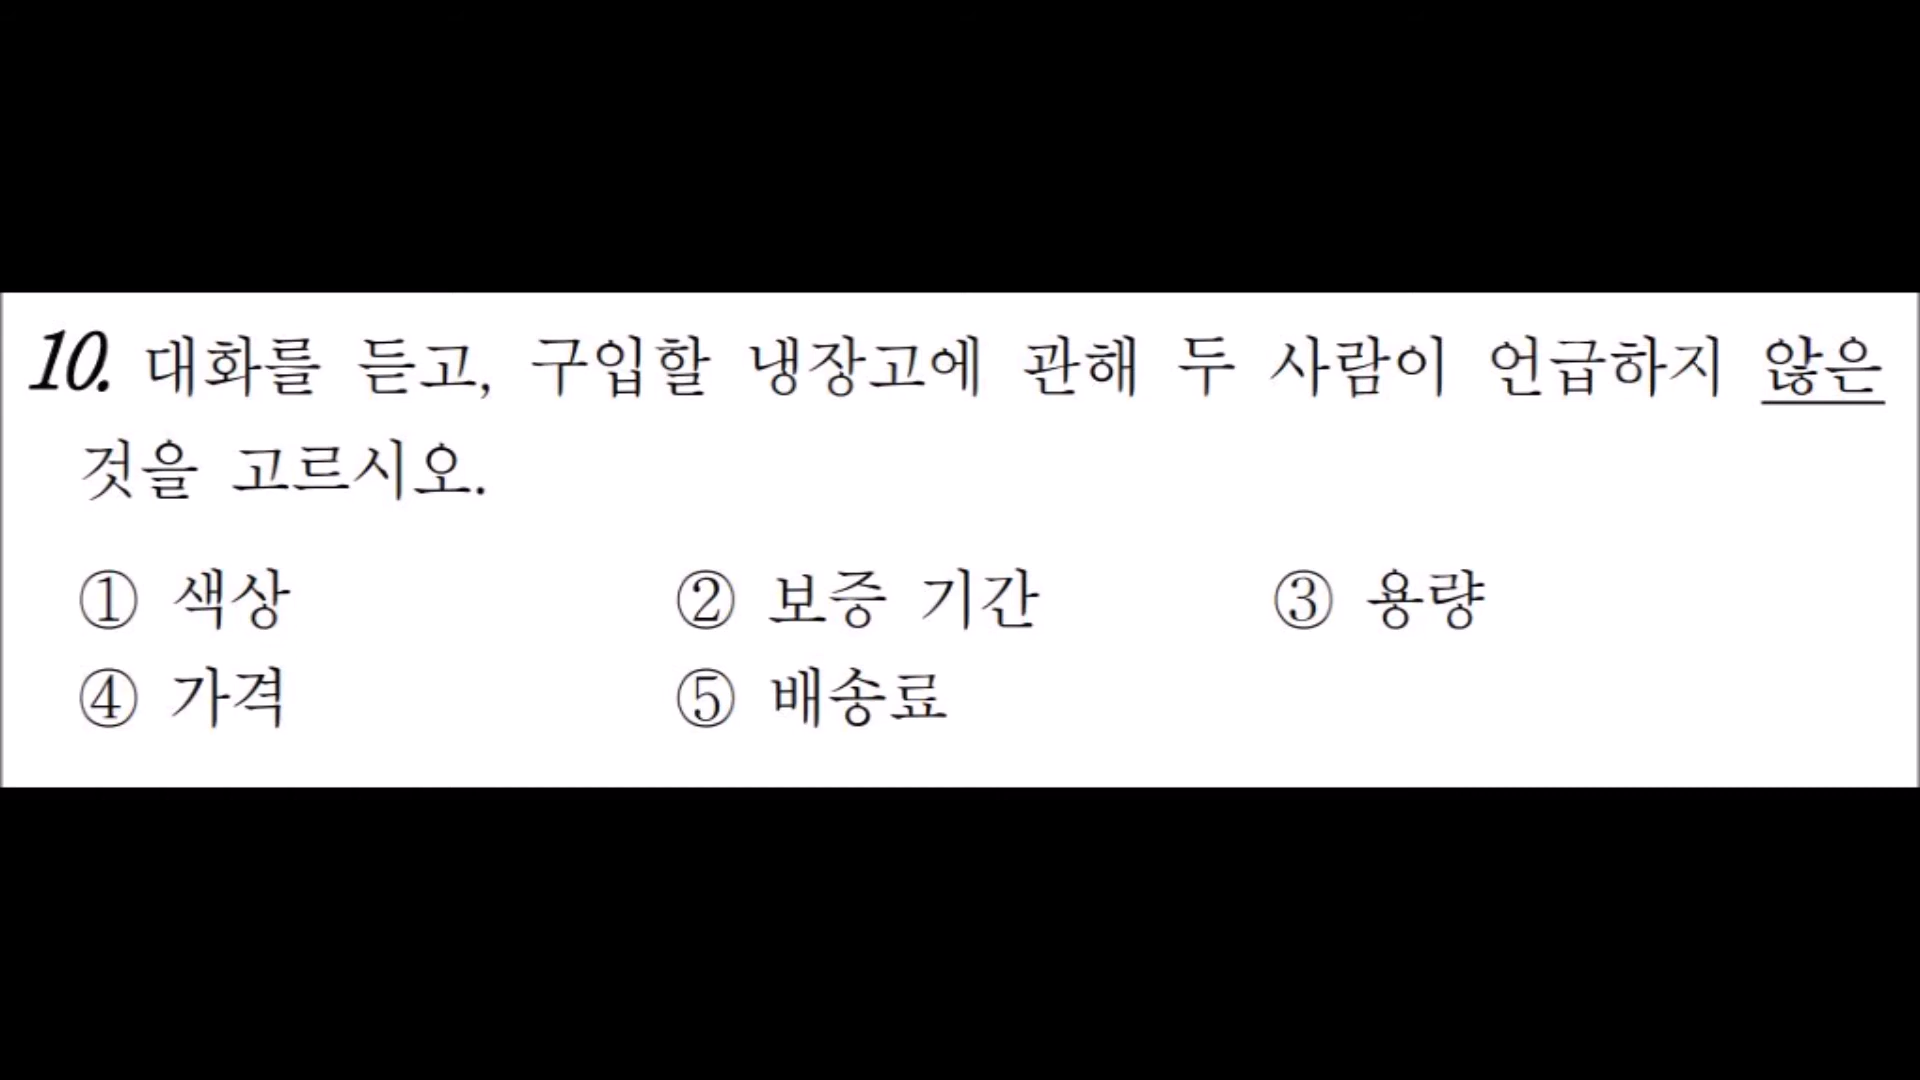 10. 대화를 듣고, 구입할 냉장고에 관해 두 사람이 언급하지 않은
것을 고르시오.
① 색상 ② 보증 기간 ③ 용량
④ 가격 ⑤ 배송료